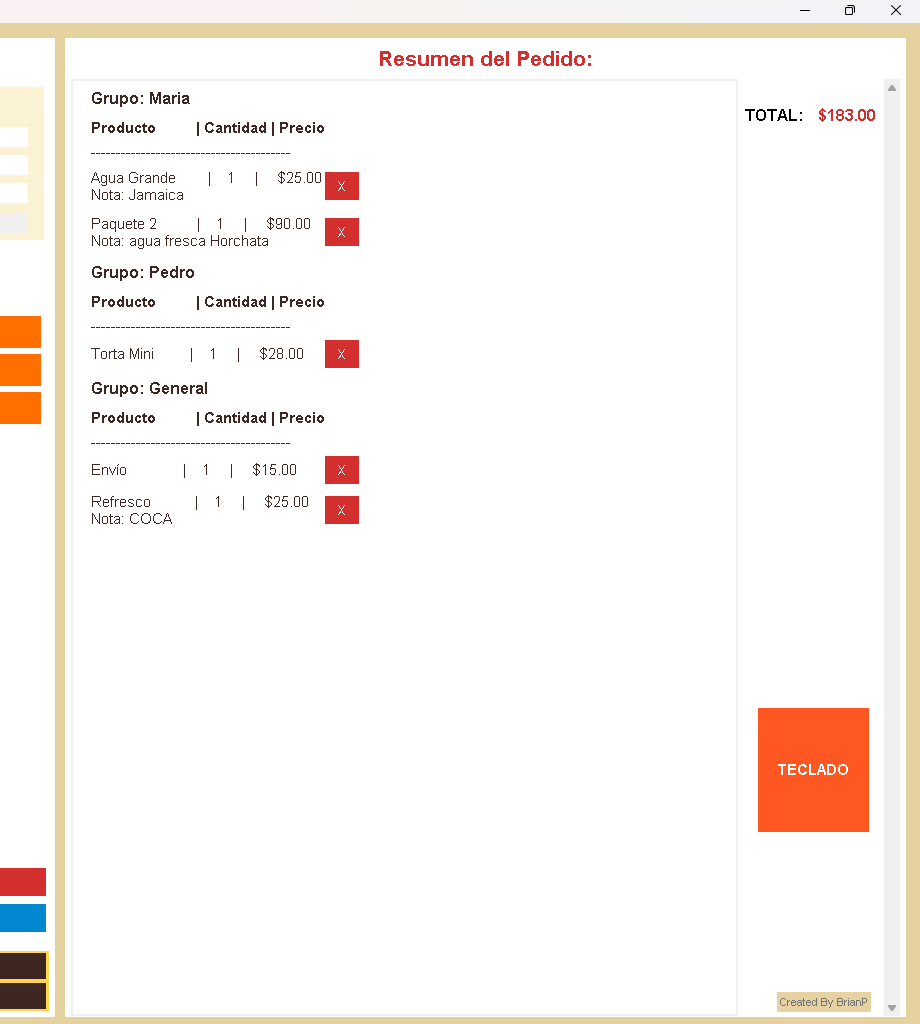 Resumen del Pedido:
Grupo: Maria
TOTAL: $183.00
Producto | Cantidad | Precio
----------------------------------------
Agua Grande | 1 | $25.00 X
Nota: Jamaica
Paquete 2 | 1 | $90.00 X
Nota: agua fresca Horchata
Grupo: Pedro
Producto | Cantidad | Precio
----------------------------------------
Torta Mini | 1 | $28.00 X
Grupo: General
Producto | Cantidad | Precio
----------------------------------------
Envío | 1 | $15.00 X
Refresco | 1 | $25.00 X
Nota: COCA
TECLADO
Created By BrianP